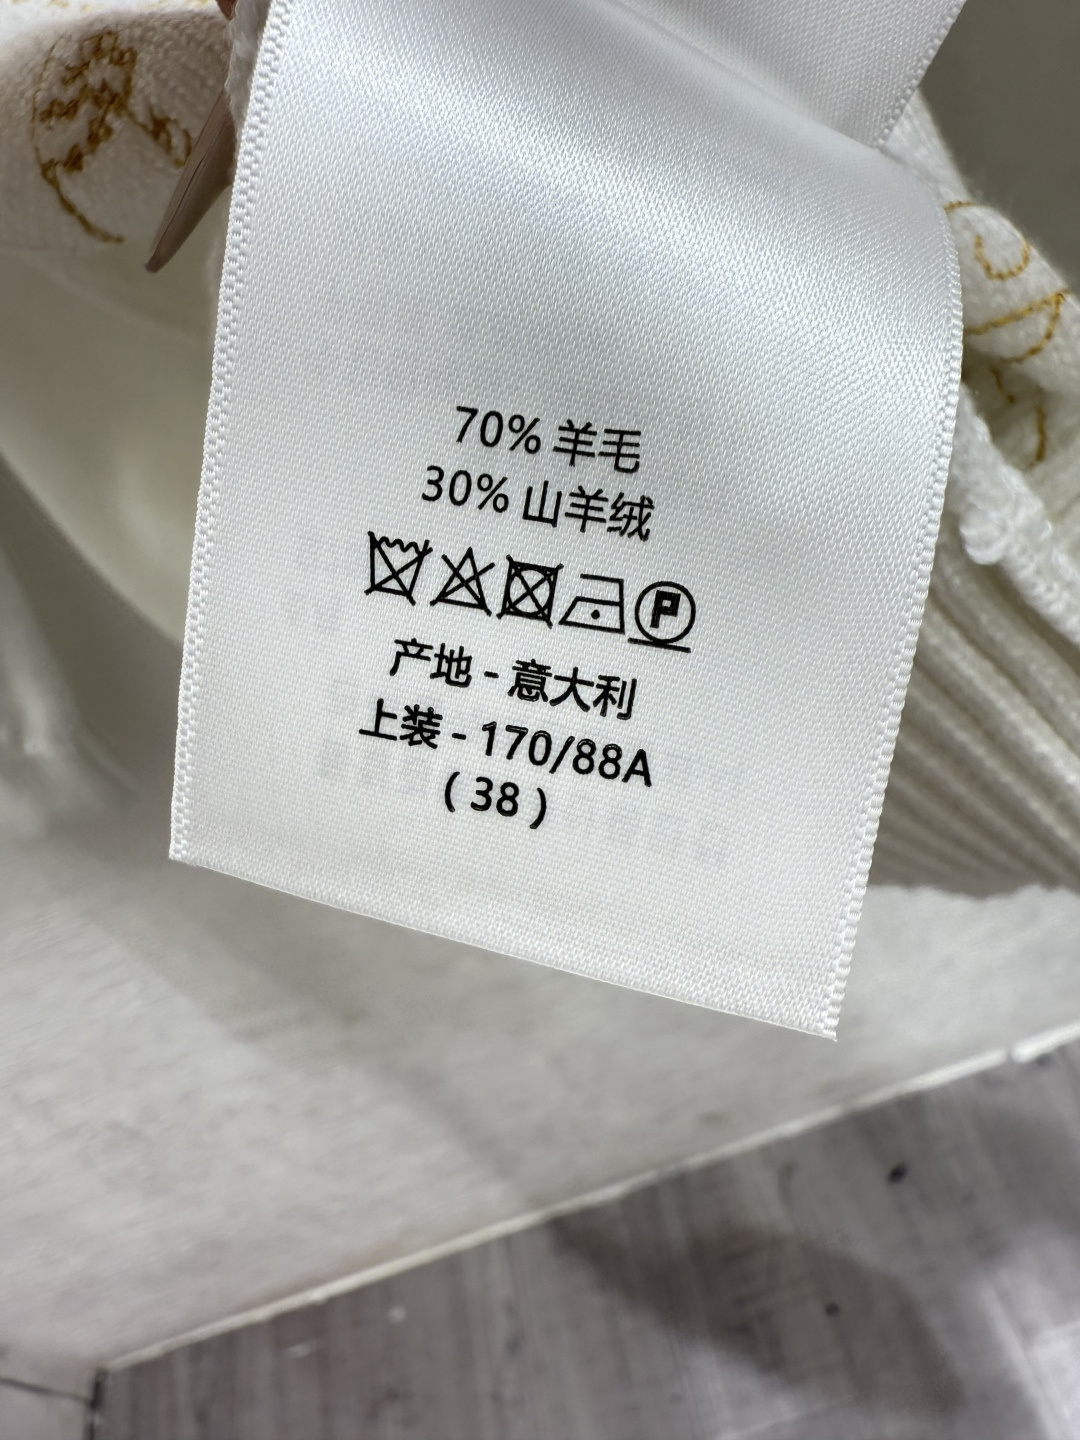 70% 羊毛
30% 山羊绒
P
产地 - 意大利
上装 - 170/88A
( 38 )